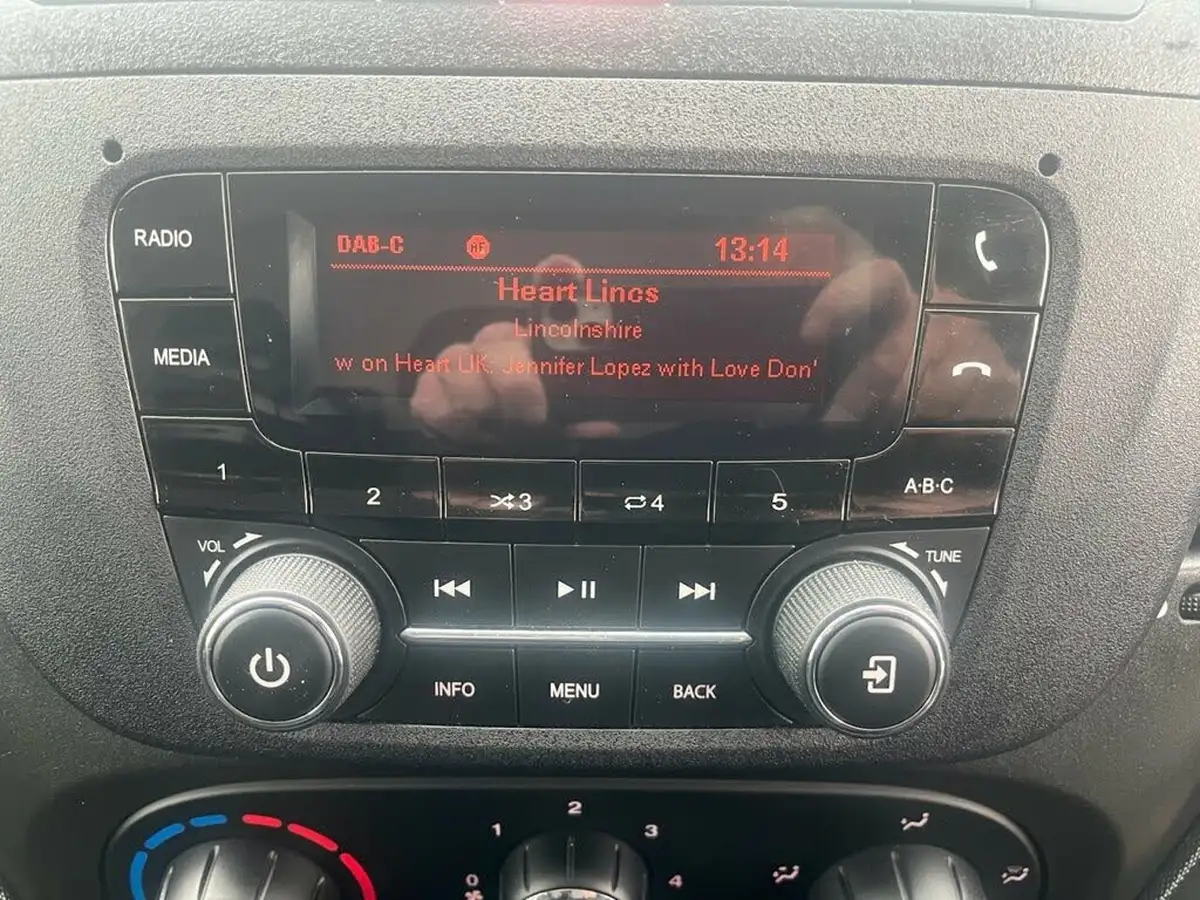 RADIO
DAB-C AF 13:14
Heart Lincs
Lincolnshire
w on Heart UK: Jennifer Lopez with Love Don'
MEDIA
1 2 3 4 5 A·B·C
VOL
TUNE
INFO MENU BACK
0 1 2 3 4